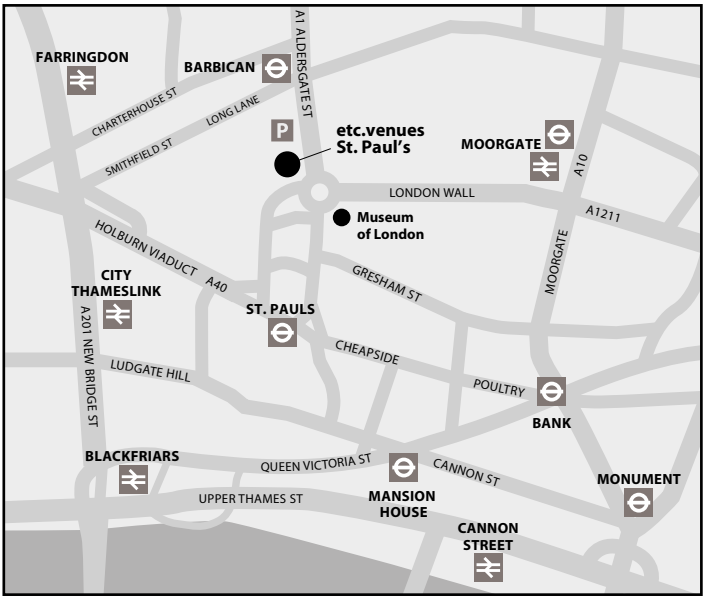 A1 ALDERSGATE ST
FARRINGDON
BARBICAN
CHARTERHOUSE ST
LONG LANE
SMITHFIELD ST
P
etc.venues
St. Paul's
MOORGATE
A10
LONDON WALL
A1211
Museum
of London
HOLBURN VIADUCT A40
MOORGATE
CITY
THAMESLINK
GRESHAM ST
ST. PAULS
A201 NEW BRIDGE ST
CHEAPSIDE
LUDGATE HILL
POULTRY
BANK
BLACKFRIARS
QUEEN VICTORIA ST
CANNON ST
MONUMENT
UPPER THAMES ST
MANSION
HOUSE
CANNON
STREET